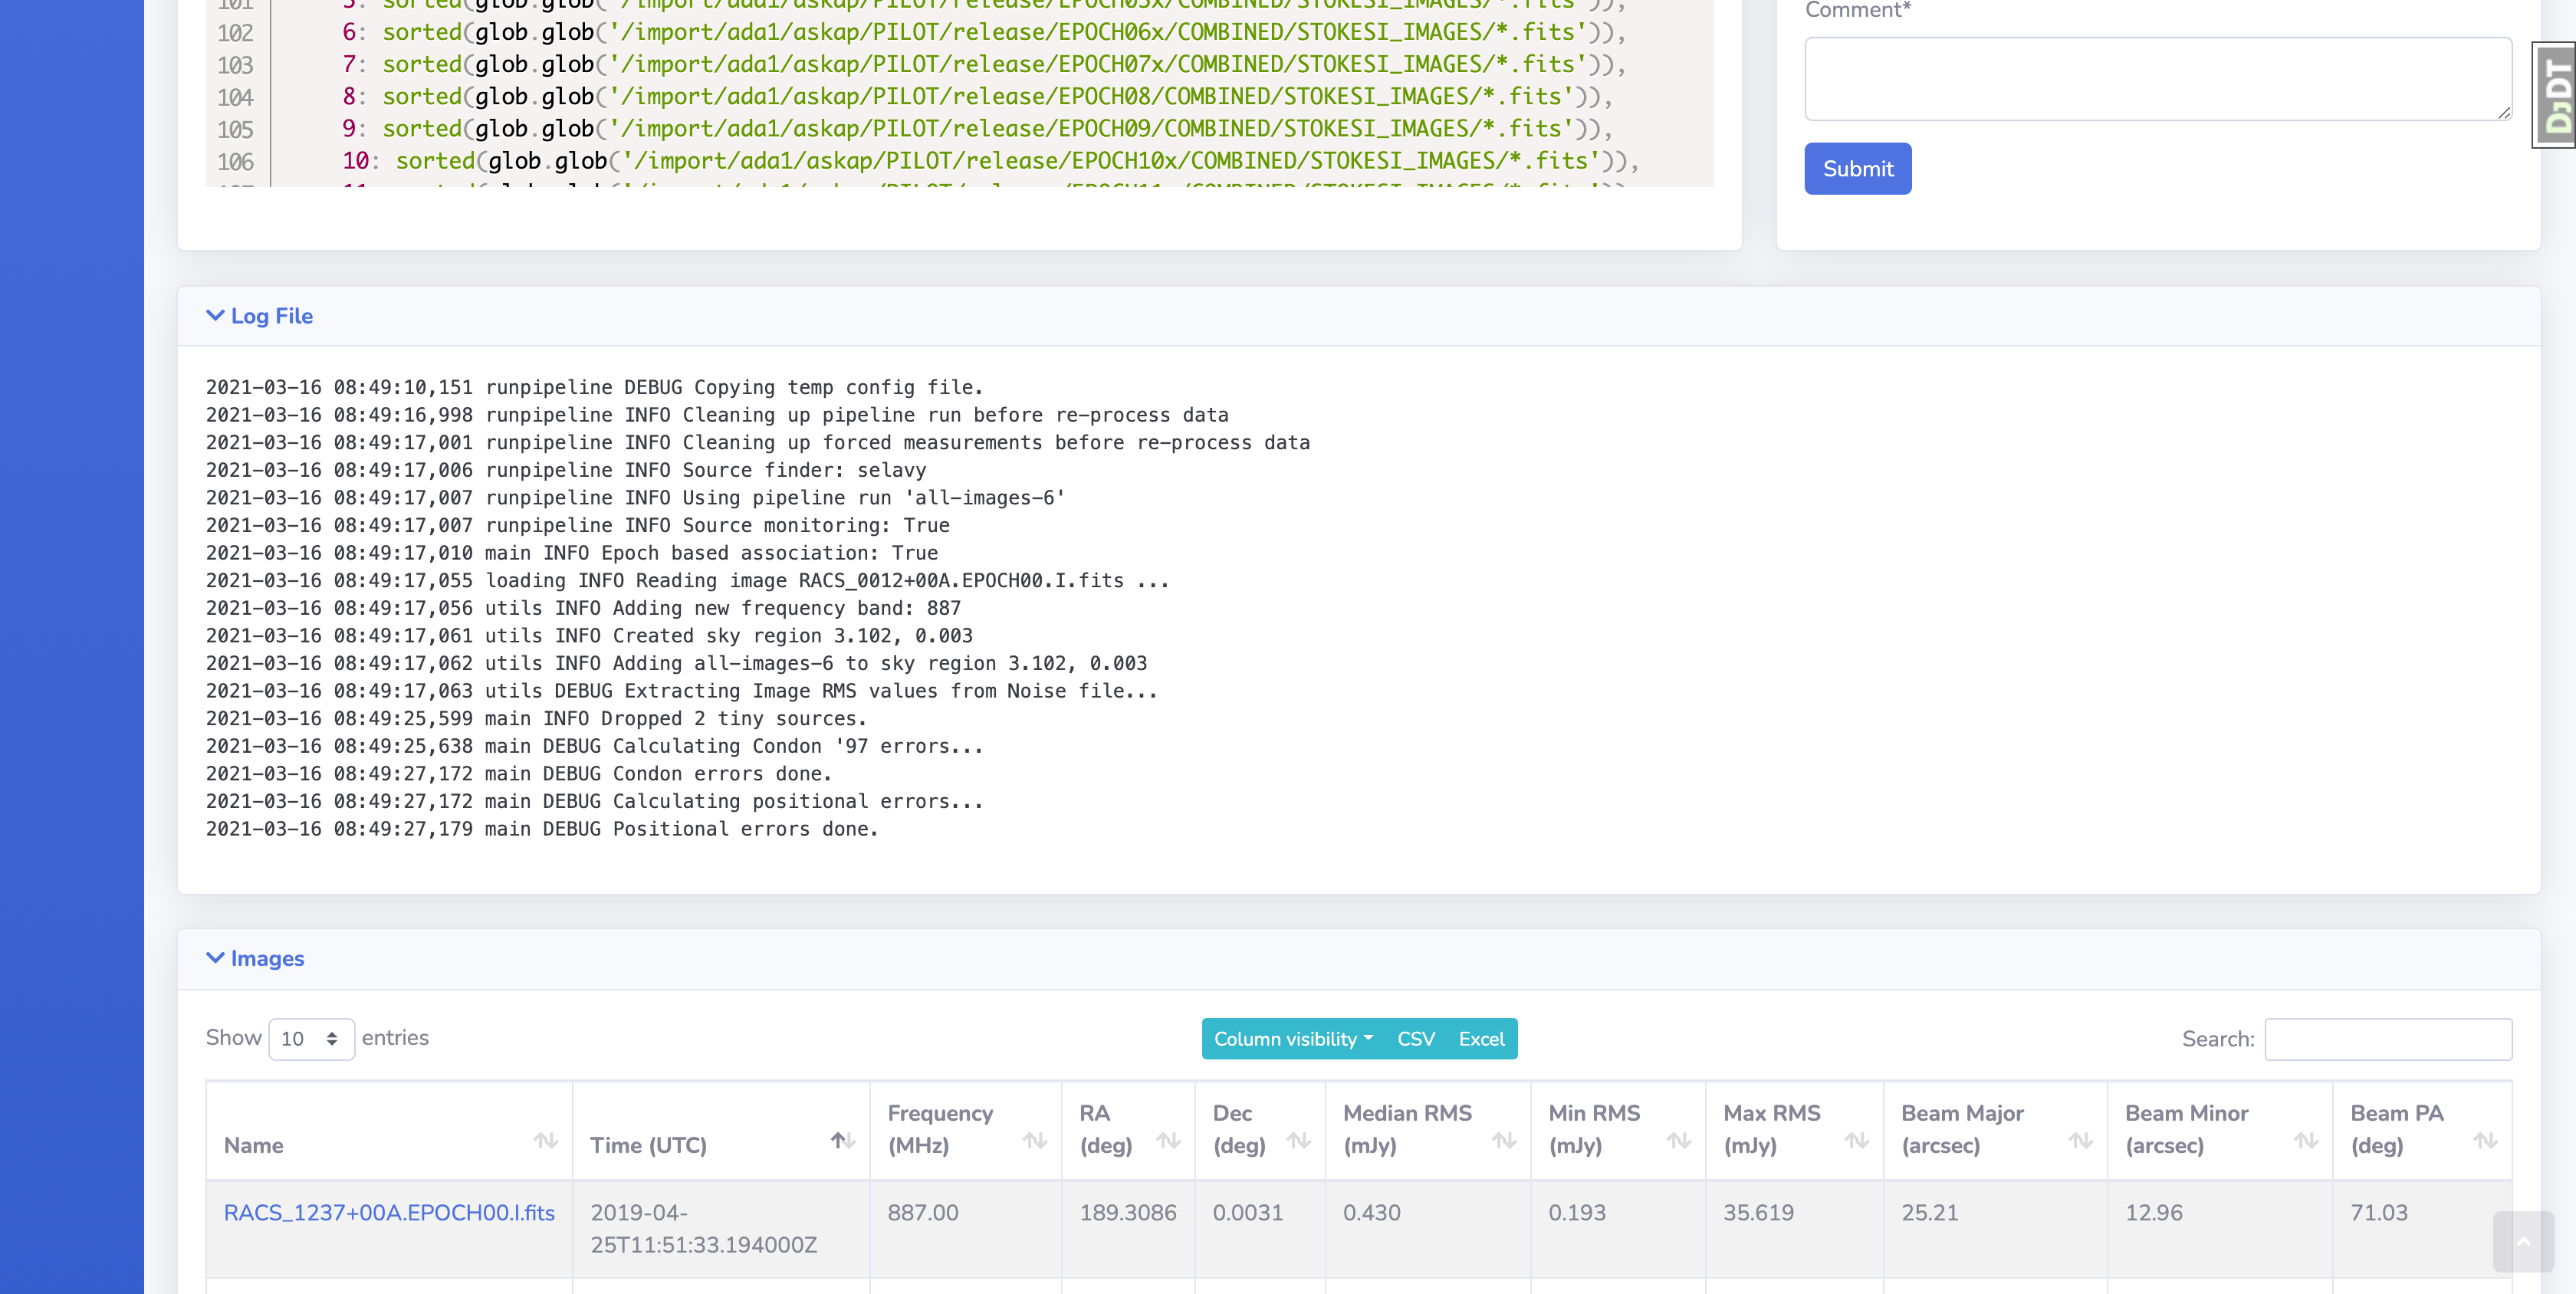 101 5: sorted(glob.glob('/import/ada1/askap/PILOT/release/EPOCH05x/COMBINED/STOKESI_IMAGES/*.fits')),
102 6: sorted(glob.glob('/import/ada1/askap/PILOT/release/EPOCH06x/COMBINED/STOKESI_IMAGES/*.fits')),
103 7: sorted(glob.glob('/import/ada1/askap/PILOT/release/EPOCH07x/COMBINED/STOKESI_IMAGES/*.fits')),
104 8: sorted(glob.glob('/import/ada1/askap/PILOT/release/EPOCH08/COMBINED/STOKESI_IMAGES/*.fits')),
105 9: sorted(glob.glob('/import/ada1/askap/PILOT/release/EPOCH09/COMBINED/STOKESI_IMAGES/*.fits')),
106 10: sorted(glob.glob('/import/ada1/askap/PILOT/release/EPOCH10x/COMBINED/STOKESI_IMAGES/*.fits')),
Comment*
Submit
DjDT
Log File
2021-03-16 08:49:10,151 runpipeline DEBUG Copying temp config file.
2021-03-16 08:49:16,998 runpipeline INFO Cleaning up pipeline run before re-process data
2021-03-16 08:49:17,001 runpipeline INFO Cleaning up forced measurements before re-process data
2021-03-16 08:49:17,006 runpipeline INFO Source finder: selavy
2021-03-16 08:49:17,007 runpipeline INFO Using pipeline run 'all-images-6'
2021-03-16 08:49:17,007 runpipeline INFO Source monitoring: True
2021-03-16 08:49:17,010 main INFO Epoch based association: True
2021-03-16 08:49:17,055 loading INFO Reading image RACS_0012+00A.EPOCH00.I.fits ...
2021-03-16 08:49:17,056 utils INFO Adding new frequency band: 887
2021-03-16 08:49:17,061 utils INFO Created sky region 3.102, 0.003
2021-03-16 08:49:17,062 utils INFO Adding all-images-6 to sky region 3.102, 0.003
2021-03-16 08:49:17,063 utils DEBUG Extracting Image RMS values from Noise file...
2021-03-16 08:49:25,599 main INFO Dropped 2 tiny sources.
2021-03-16 08:49:25,638 main DEBUG Calculating Condon '97 errors...
2021-03-16 08:49:27,172 main DEBUG Condon errors done.
2021-03-16 08:49:27,172 main DEBUG Calculating positional errors...
2021-03-16 08:49:27,179 main DEBUG Positional errors done.
Images
Show 10 entries
Column visibility CSV Excel
Search:
Name
Time (UTC)
Frequency (MHz)
RA (deg)
Dec (deg)
Median RMS (mJy)
Min RMS (mJy)
Max RMS (mJy)
Beam Major (arcsec)
Beam Minor (arcsec)
Beam PA (deg)
RACS_1237+00A.EPOCH00.I.fits
2019-04-
25T11:51:33.194000Z
887.00
189.3086
0.0031
0.430
0.193
35.619
25.21
12.96
71.03